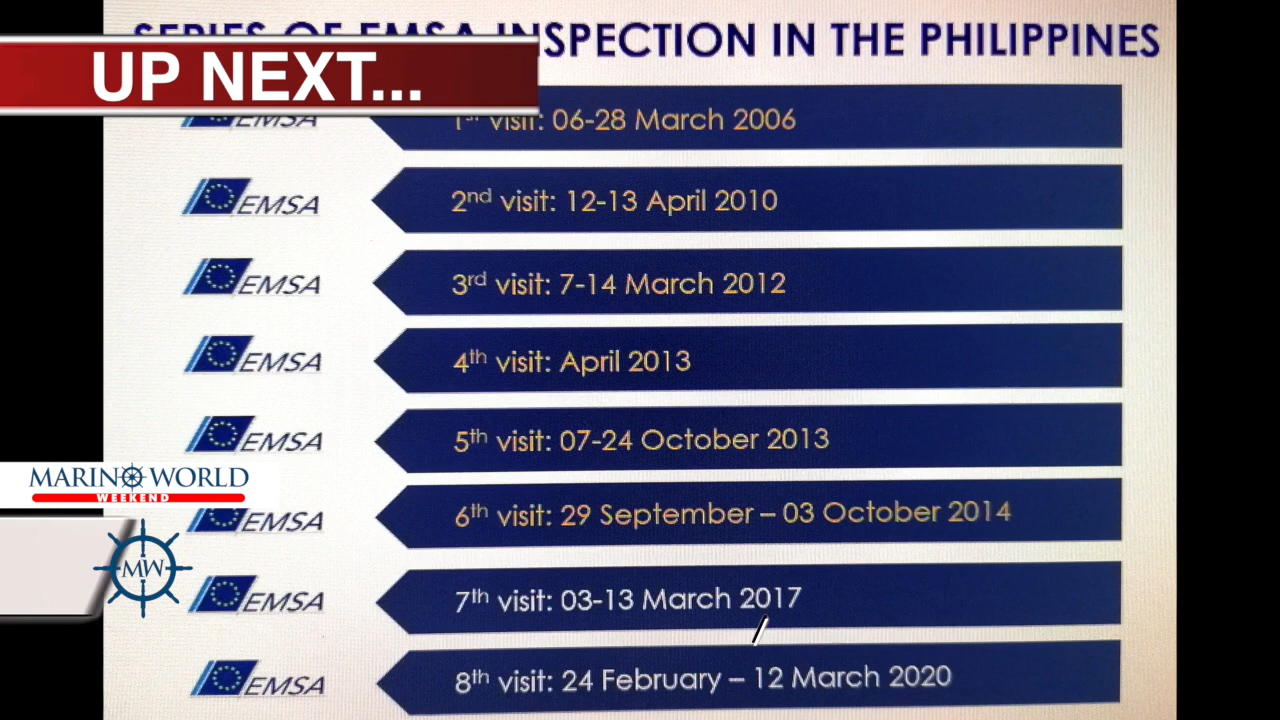 SERIES OF EMSA INSPECTION IN THE PHILIPPINES
UP NEXT...
EMSA 1st visit: 06-28 March 2006
EMSA 2nd visit: 12-13 April 2010
EMSA 3rd visit: 7-14 March 2012
EMSA 4th visit: April 2013
EMSA 5th visit: 07-24 October 2013
MARINO WORLD
WEEKEND
EMSA 6th visit: 29 September – 03 October 2014
MW
EMSA 7th visit: 03-13 March 2017
EMSA 8th visit: 24 February – 12 March 2020